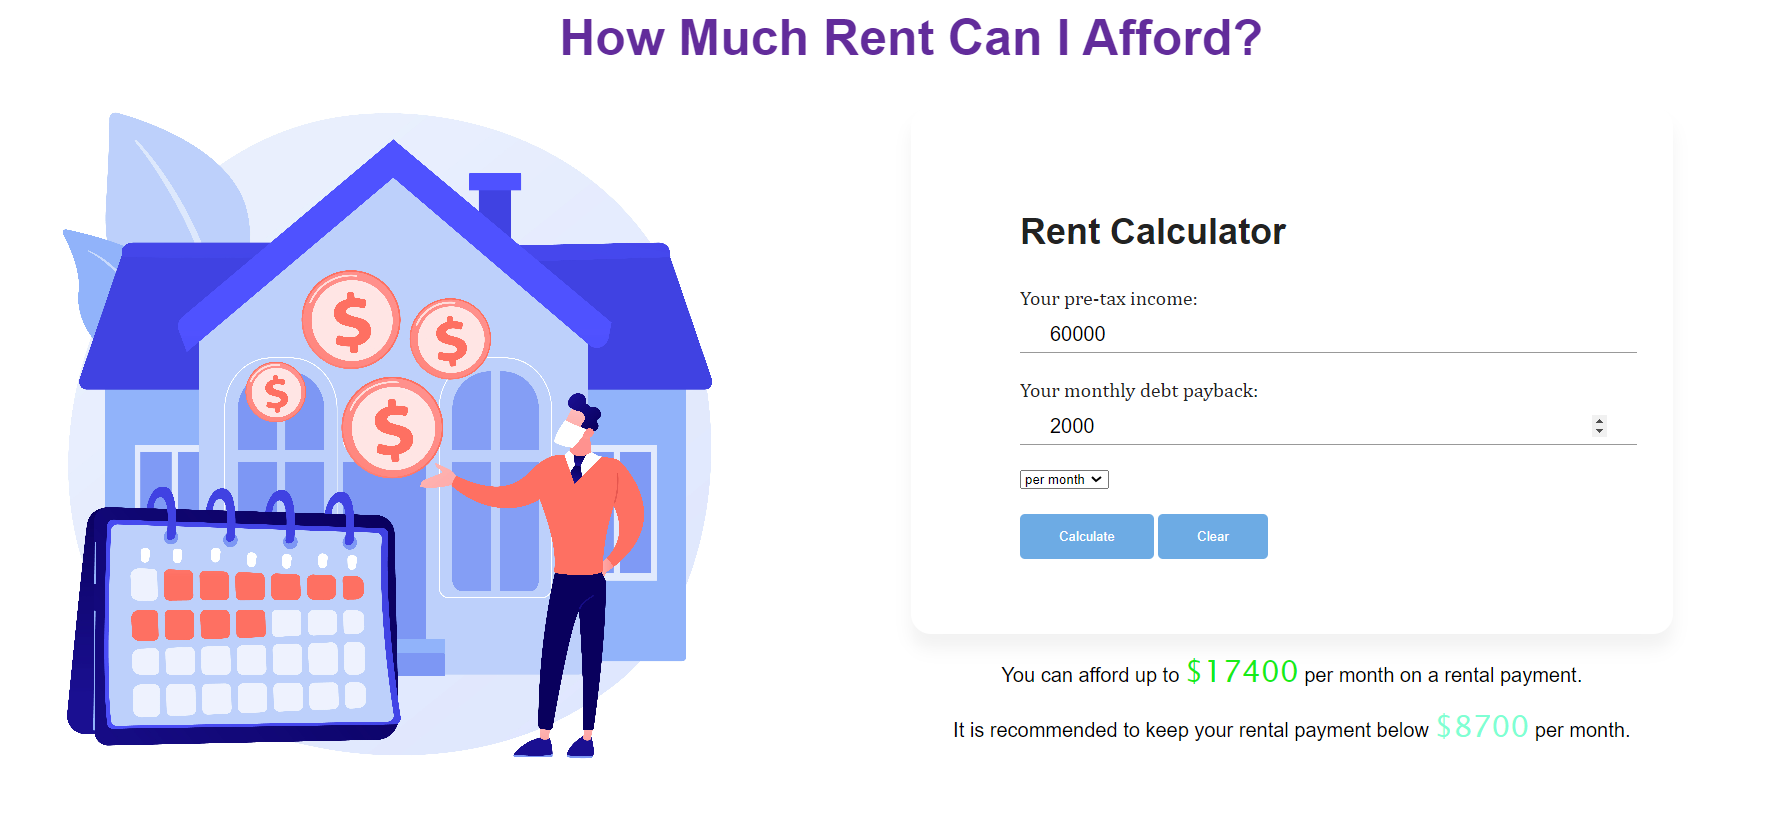 How Much Rent Can I Afford?
$
$
$
$
Rent Calculator
Your pre-tax income:
60000
Your monthly debt payback:
2000
per month
Calculate Clear
You can afford up to $17400 per month on a rental payment.
It is recommended to keep your rental payment below $8700 per month.